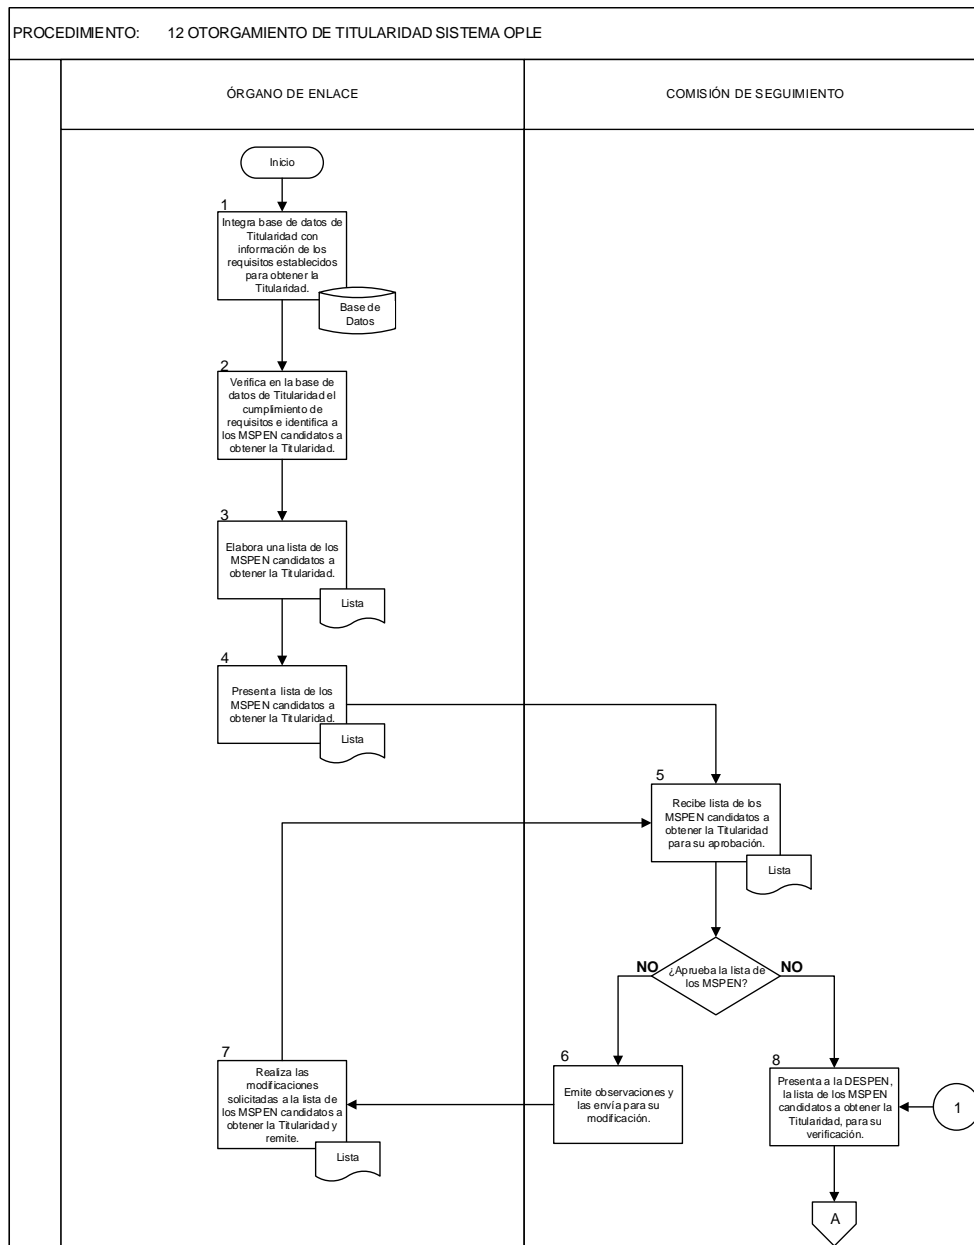 PROCEDIMIENTO: 12 OTORGAMIENTO DE TITULARIDAD SISTEMA OPLE
ÓRGANO DE ENLACE
COMISIÓN DE SEGUIMIENTO
Inicio
1
Integra base de datos de
Titularidad con
información de los
requisitos establecidos
para obtener la
Titularidad.
Base de
Datos
2
Verifica en la base de
datos de Titularidad el
cumplimiento de
requisitos e identifica a
los MSPEN candidatos a
obtener la Titularidad.
3
Elabora una lista de los
MSPEN candidatos a
obtener la Titularidad.
Lista
4
Presenta lista de los
MSPEN candidatos a
obtener la Titularidad.
Lista
5
Recibe lista de los
MSPEN candidatos a
obtener la Titularidad
para su aprobación.
Lista
NO
¿Aprueba la lista de
los MSPEN?
NO
6
Emite observaciones y
las envía para su
modificación.
7
Realiza las
modificaciones
solicitadas a la lista de
los MSPEN candidatos a
obtener la Titularidad y
remite.
Lista
8
Presenta a la DESPEN,
la lista de los MSPEN
candidatos a obtener la
Titularidad, para su
verificación.
1
A